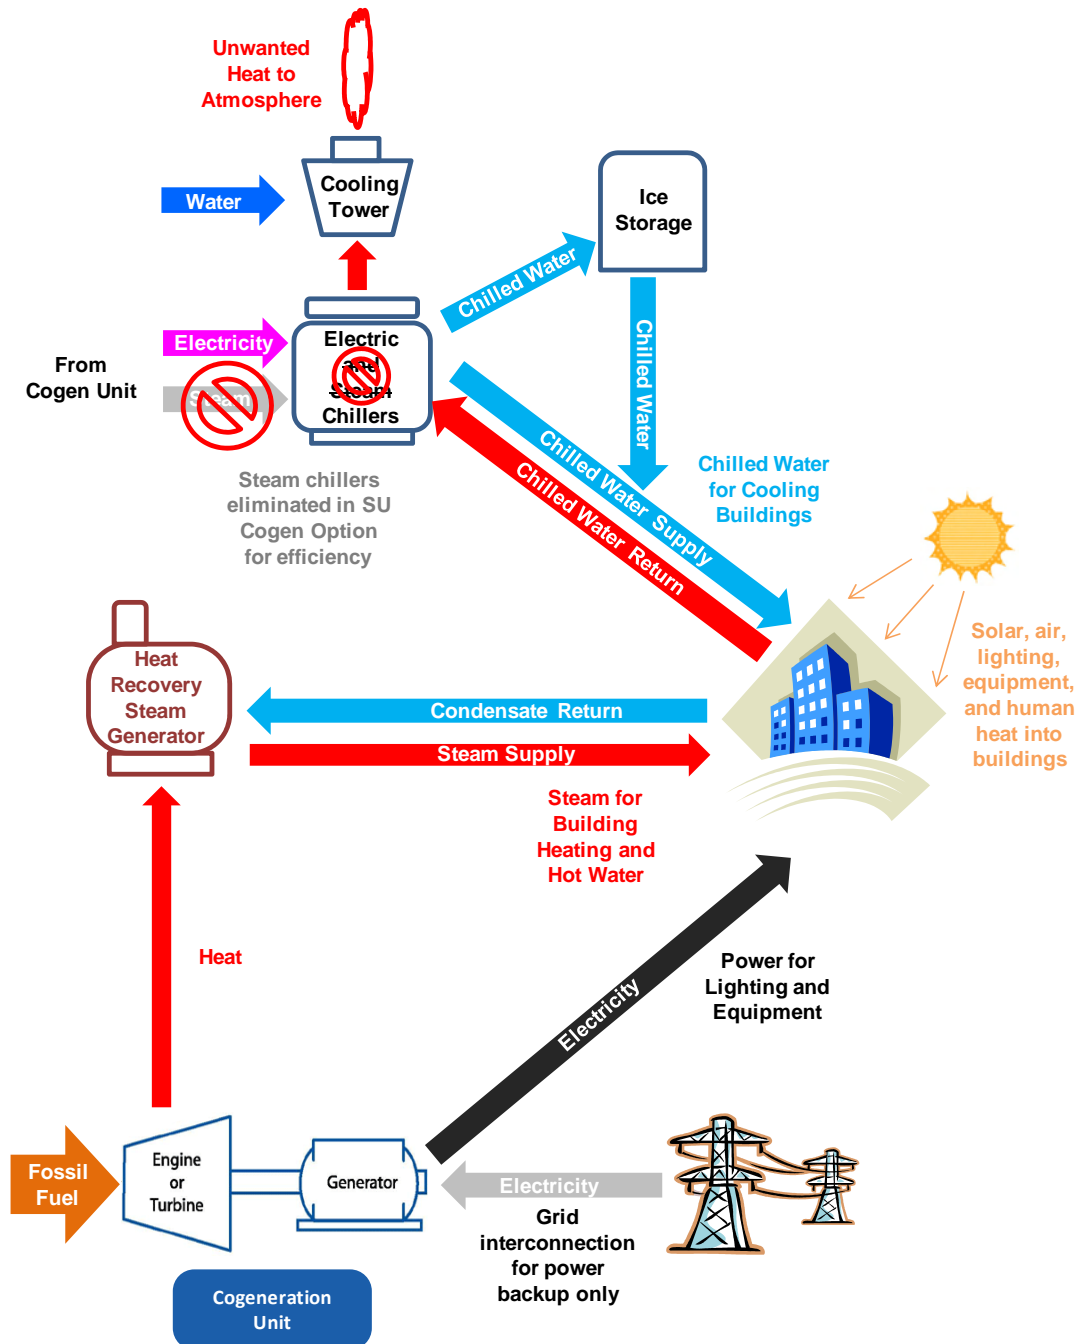 Unwanted
Heat to
Atmosphere
Cooling
Tower
Water
Ice
Storage
Chilled Water
Chilled Water
Electricity
Steam
From
Cogen Unit
Electric
and
Steam
Chillers
Steam chillers
eliminated in SU
Cogen Option
for efficiency
Chilled Water Supply
Chilled Water Return
Chilled Water
for Cooling
Buildings
Solar, air,
lighting,
equipment,
and human
heat into
buildings
Heat
Recovery
Steam
Generator
Condensate Return
Steam Supply
Steam for
Building
Heating and
Hot Water
Heat
Electricity
Power for
Lighting and
Equipment
Fossil
Fuel
Engine
or
Turbine
Generator
Electricity
Grid
interconnection
for power
backup only
Cogeneration
Unit